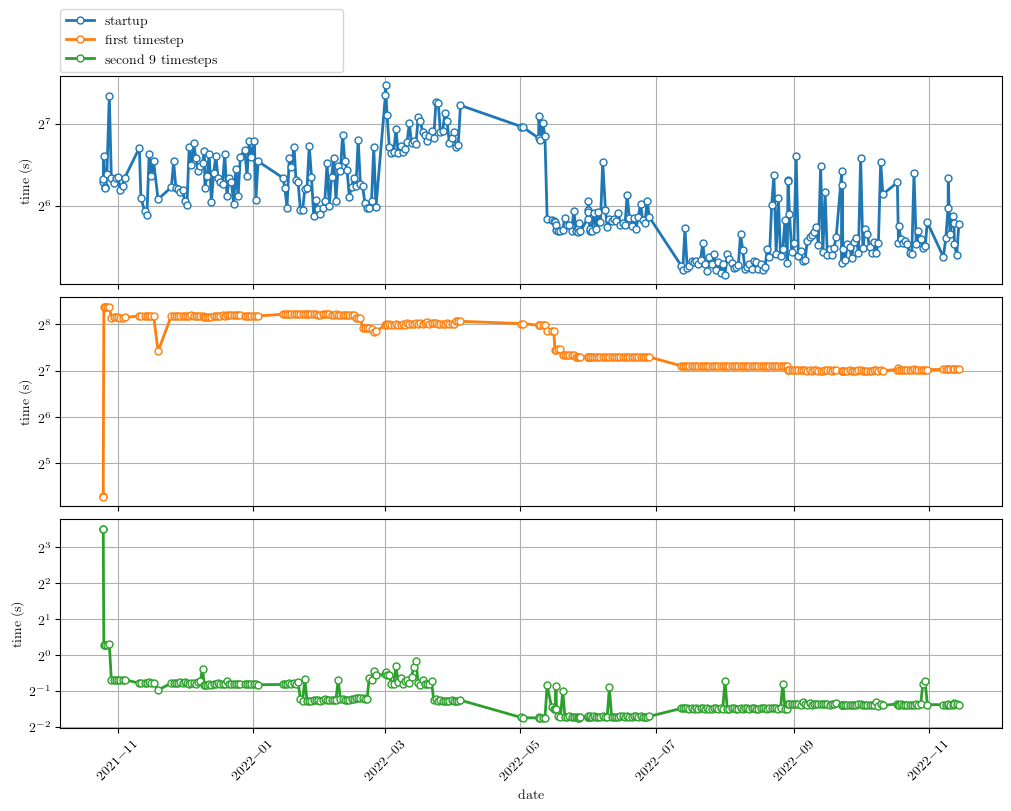 startup
first timestep
second 9 timesteps
2^7
2^6
time (s)
2^8
2^7
2^6
2^5
time (s)
2^3
2^2
2^1
2^0
2^−1
2^−2
time (s)
2021−11
2022−01
2022−03
2022−05
2022−07
2022−09
2022−11
date